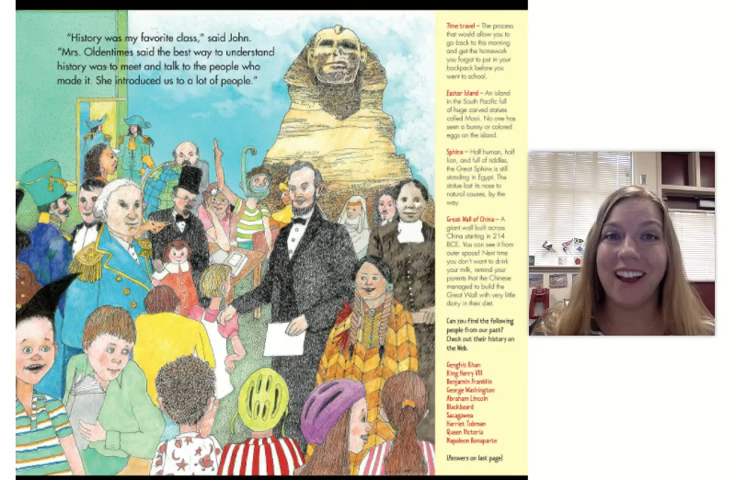 "History was my favorite class," said John.
"Mrs. Oldentimes said the best way to understand
history was to meet and talk to the people who
made it. She introduced us to a lot of people."
Time travel – The process
that would allow you to
go back to this morning
and get the homework
you forgot to put in your
backpack before you
went to school.
Easter Island – An island
in the South Pacific full
of huge carved statues
called Moai. No one has
seen a bunny or colored
eggs on the island.
Sphinx – Half human, half
lion, and full of riddles,
the Great Sphinx is still
standing in Egypt. The
statue lost its nose to
natural causes, by the
way.
Great Wall of China – A
giant wall built across
China starting in 214
BCE. You can see it from
outer space! Next time
you don't want to drink
your milk, remind your
parents that the Chinese
managed to build the
Great Wall with very little
dairy in their diet.
Can you find the following
people from our past?
Check out their history on
the Web.
Genghis Khan
King Henry VIII
Benjamin Franklin
George Washington
Abraham Lincoln
Blackbeard
Sacagawea
Harriet Tubman
Queen Victoria
Napoleon Bonaparte
(Answers on last page)